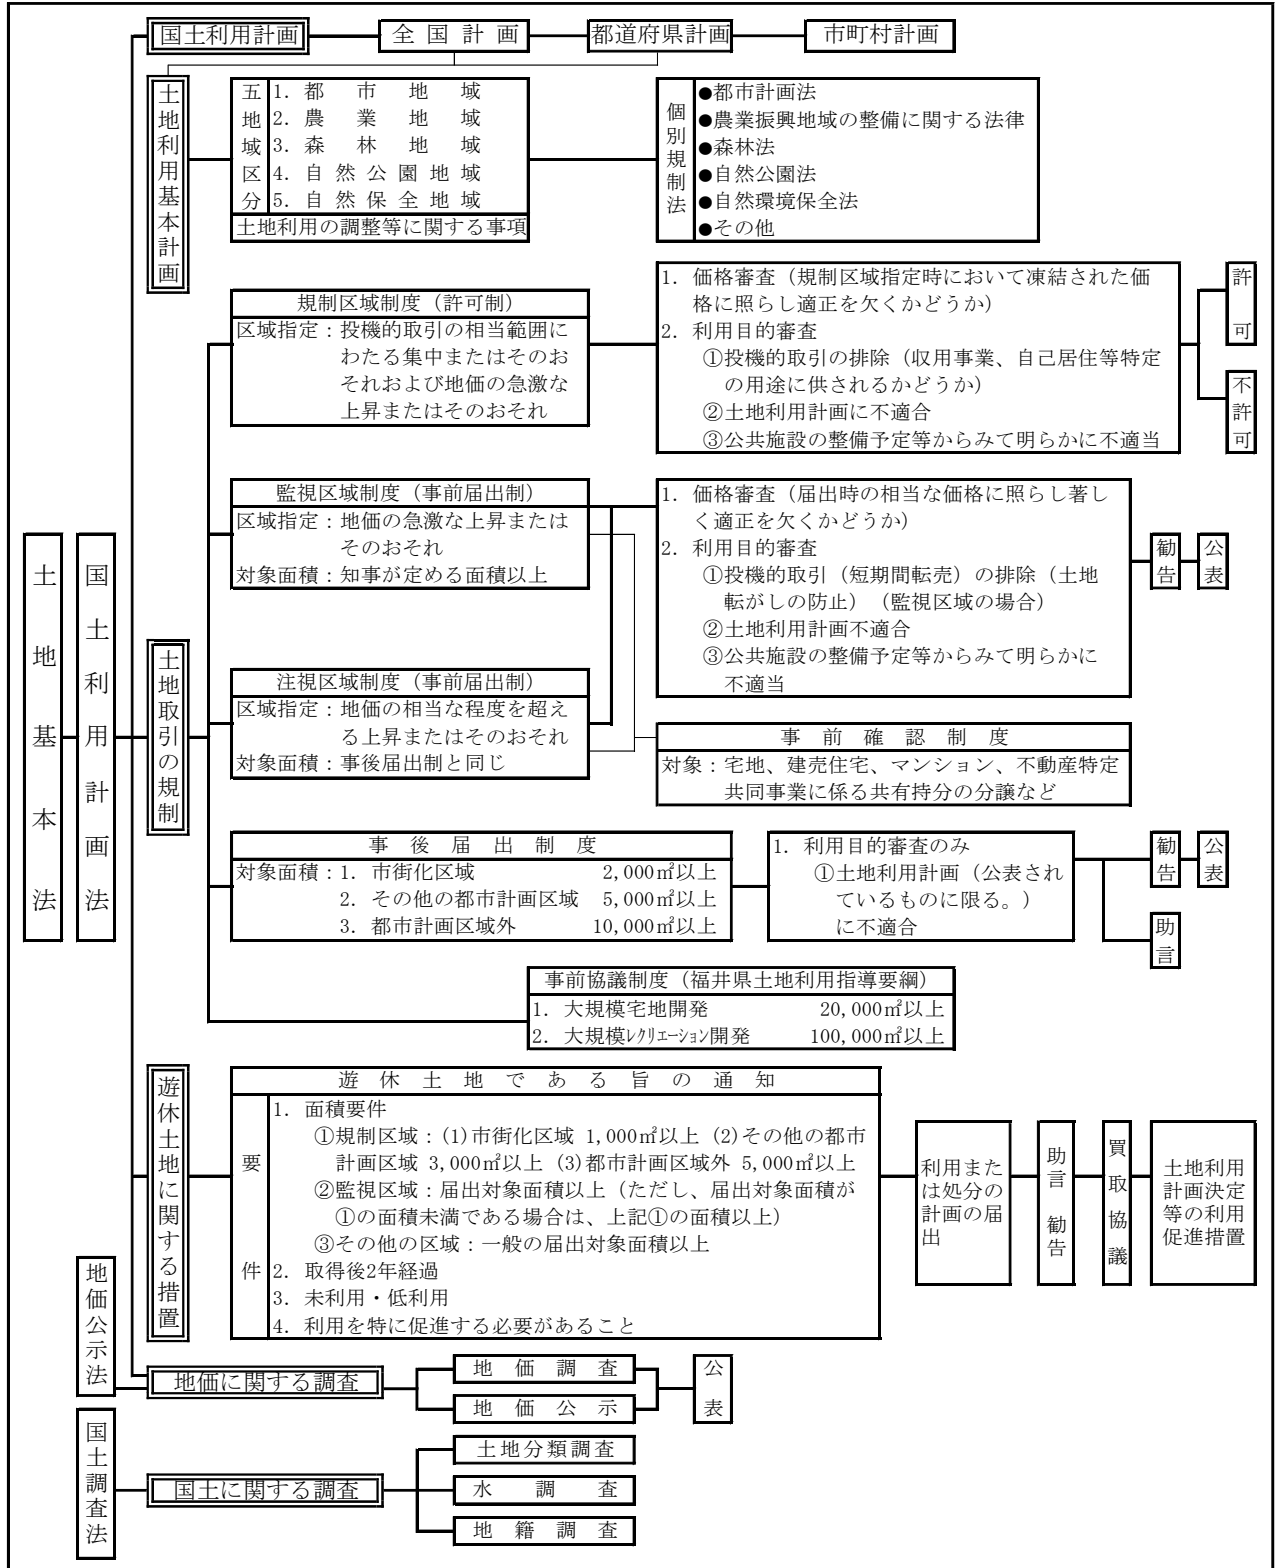 国土利用計画
全国計画
都道府県計画
市町村計画
土地利用基本計画
五地域区分
1. 都市地域
2. 農業地域
3. 森林地域
4. 自然公園地域
5. 自然保全地域
土地利用の調整等に関する事項
個別規制法
●都市計画法
●農業振興地域の整備に関する法律
●森林法
●自然公園法
●自然環境保全法
●その他
土地基本法
国土利用計画法
土地取引の規制
規制区域制度（許可制）
区域指定：投機的取引の相当範囲に
わたる集中またはそのお
それおよび地価の急激な
上昇またはそのおそれ
1. 価格審査（規制区域指定時において凍結された価
格に照らし適正を欠くかどうか）
2. 利用目的審査
①投機的取引の排除（収用事業、自己居住等特定
の用途に供されるかどうか）
②土地利用計画に不適合
③公共施設の整備予定等からみて明らかに不適当
許可
不許可
監視区域制度（事前届出制）
区域指定：地価の急激な上昇または
そのおそれ
対象面積：知事が定める面積以上
注視区域制度（事前届出制）
区域指定：地価の相当な程度を超え
る上昇またはそのおそれ
対象面積：事後届出制と同じ
1. 価格審査（届出時の相当な価格に照らし著し
く適正を欠くかどうか）
2. 利用目的審査
①投機的取引（短期間転売）の排除（土地
転がしの防止）（監視区域の場合）
②土地利用計画不適合
③公共施設の整備予定等からみて明らかに
不適当
勧告
公表
事前確認制度
対象：宅地、建売住宅、マンション、不動産特定
共同事業に係る共有持分の分譲など
事後届出制度
対象面積：1. 市街化区域 2,000㎡以上
2. その他の都市計画区域 5,000㎡以上
3. 都市計画区域外 10,000㎡以上
1. 利用目的審査のみ
①土地利用計画（公表され
ているものに限る。）
に不適合
勧告
公表
助言
事前協議制度（福井県土地利用指導要綱）
1. 大規模宅地開発 20,000㎡以上
2. 大規模ﾚｸﾘｴｰｼｮﾝ開発 100,000㎡以上
遊休土地に関する措置
遊休土地である旨の通知
要件
1. 面積要件
①規制区域：(1)市街化区域 1,000㎡以上 (2)その他の都市
計画区域 3,000㎡以上 (3)都市計画区域外 5,000㎡以上
②監視区域：届出対象面積以上（ただし、届出対象面積が
①の面積未満である場合は、上記①の面積以上）
③その他の区域：一般の届出対象面積以上
2. 取得後2年経過
3. 未利用・低利用
4. 利用を特に促進する必要があること
利用また
は処分の
計画の届
出
助言 勧告
買取協議
土地利用
計画決定
等の利用
促進措置
地価公示法
地価に関する調査
地価調査
地価公示
公表
国土調査法
国土に関する調査
土地分類調査
水調査
地籍調査